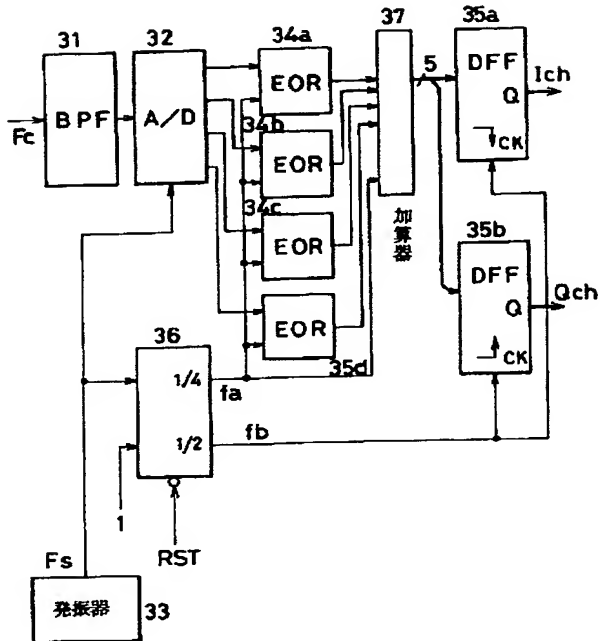 31
BPF
Fc
32
A/D
34a
EOR
34b
EOR
34c
EOR
EOR
35d
37
加算器
5
35a
DFF
Q
CK
Ich
35b
DFF
Q
CK
Qch
36
1/4
fa
1/2
fb
1
RST
Fs
発振器
33